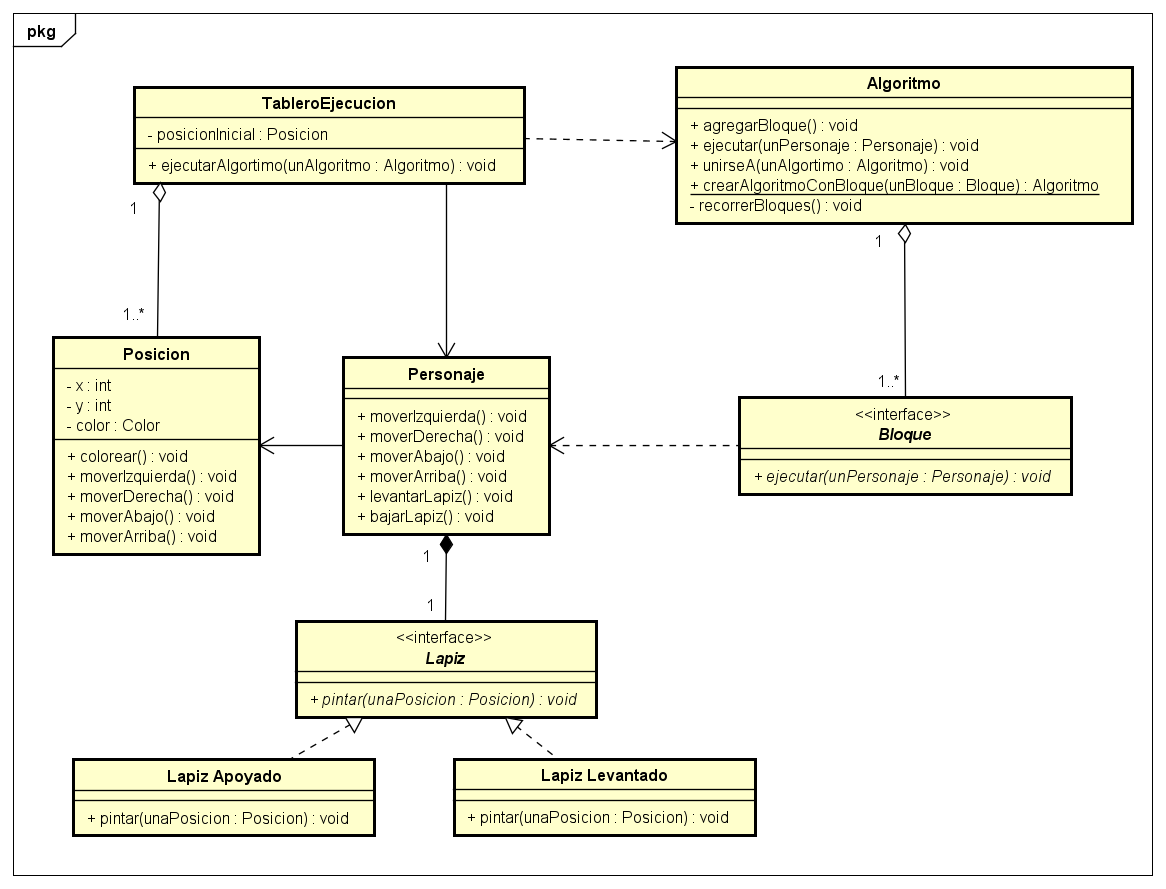 pkg
TableroEjecucion
- posicionInicial : Posicion
+ ejecutarAlgortimo(unAlgoritmo : Algoritmo) : void
Algoritmo
+ agregarBloque() : void
+ ejecutar(unPersonaje : Personaje) : void
+ unirseA(unAlgortimo : Algoritmo) : void
+ crearAlgoritmoConBloque(unBloque : Bloque) : Algoritmo
- recorrerBloques() : void
1
1..*
1
1..*
Posicion
- x : int
- y : int
- color : Color
+ colorear() : void
+ moverIzquierda() : void
+ moverDerecha() : void
+ moverAbajo() : void
+ moverArriba() : void
Personaje
+ moverIzquierda() : void
+ moverDerecha() : void
+ moverAbajo() : void
+ moverArriba() : void
+ levantarLapiz() : void
+ bajarLapiz() : void
<<interface>>
Bloque
+ ejecutar(unPersonaje : Personaje) : void
1
1
<<interface>>
Lapiz
+ pintar(unaPosicion : Posicion) : void
Lapiz Apoyado
+ pintar(unaPosicion : Posicion) : void
Lapiz Levantado
+ pintar(unaPosicion : Posicion) : void